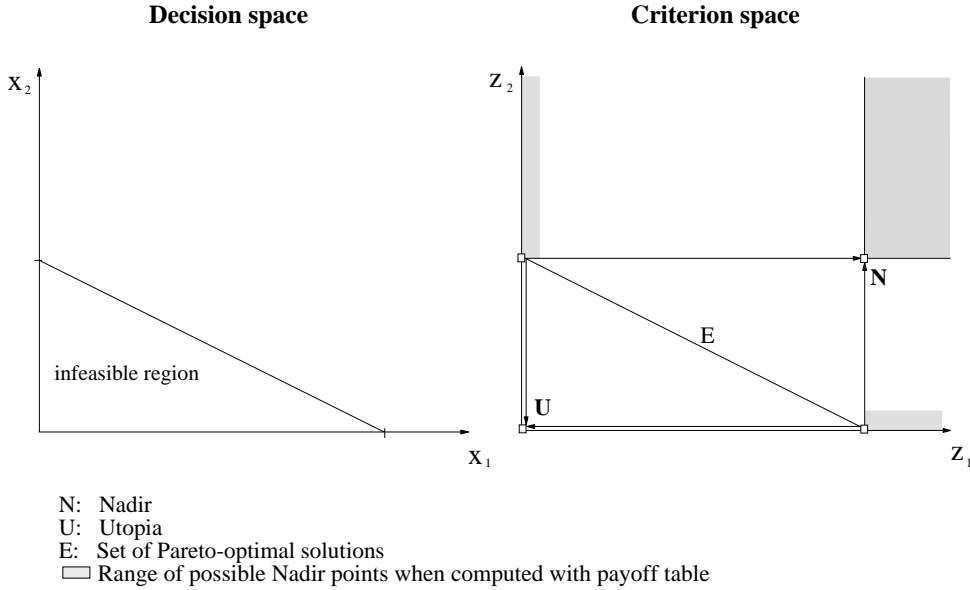 Decision space
Criterion space
x2
infeasible region
x1
z2
N
E
U
z1
N: Nadir
U: Utopia
E: Set of Pareto-optimal solutions
Range of possible Nadir points when computed with payoff table